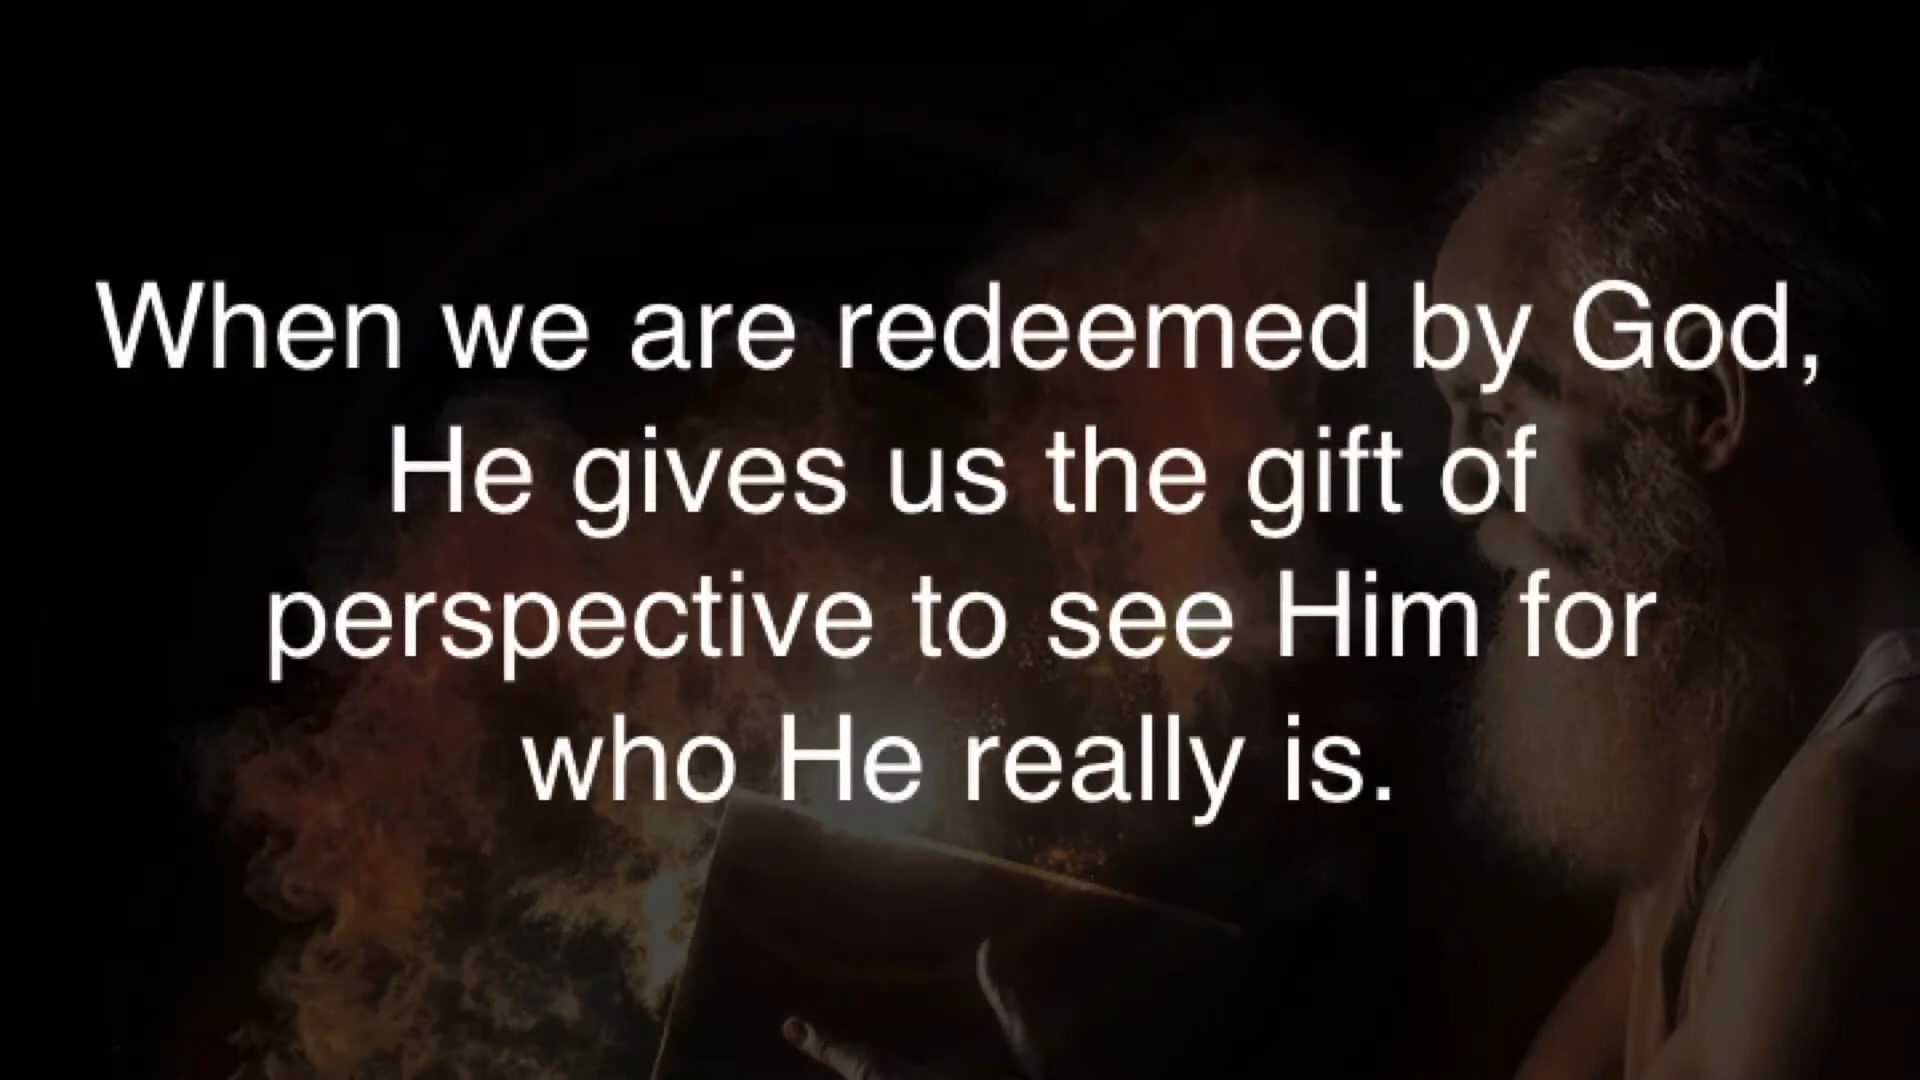 When we are redeemed by God,
He gives us the gift of
perspective to see Him for
who He really is.